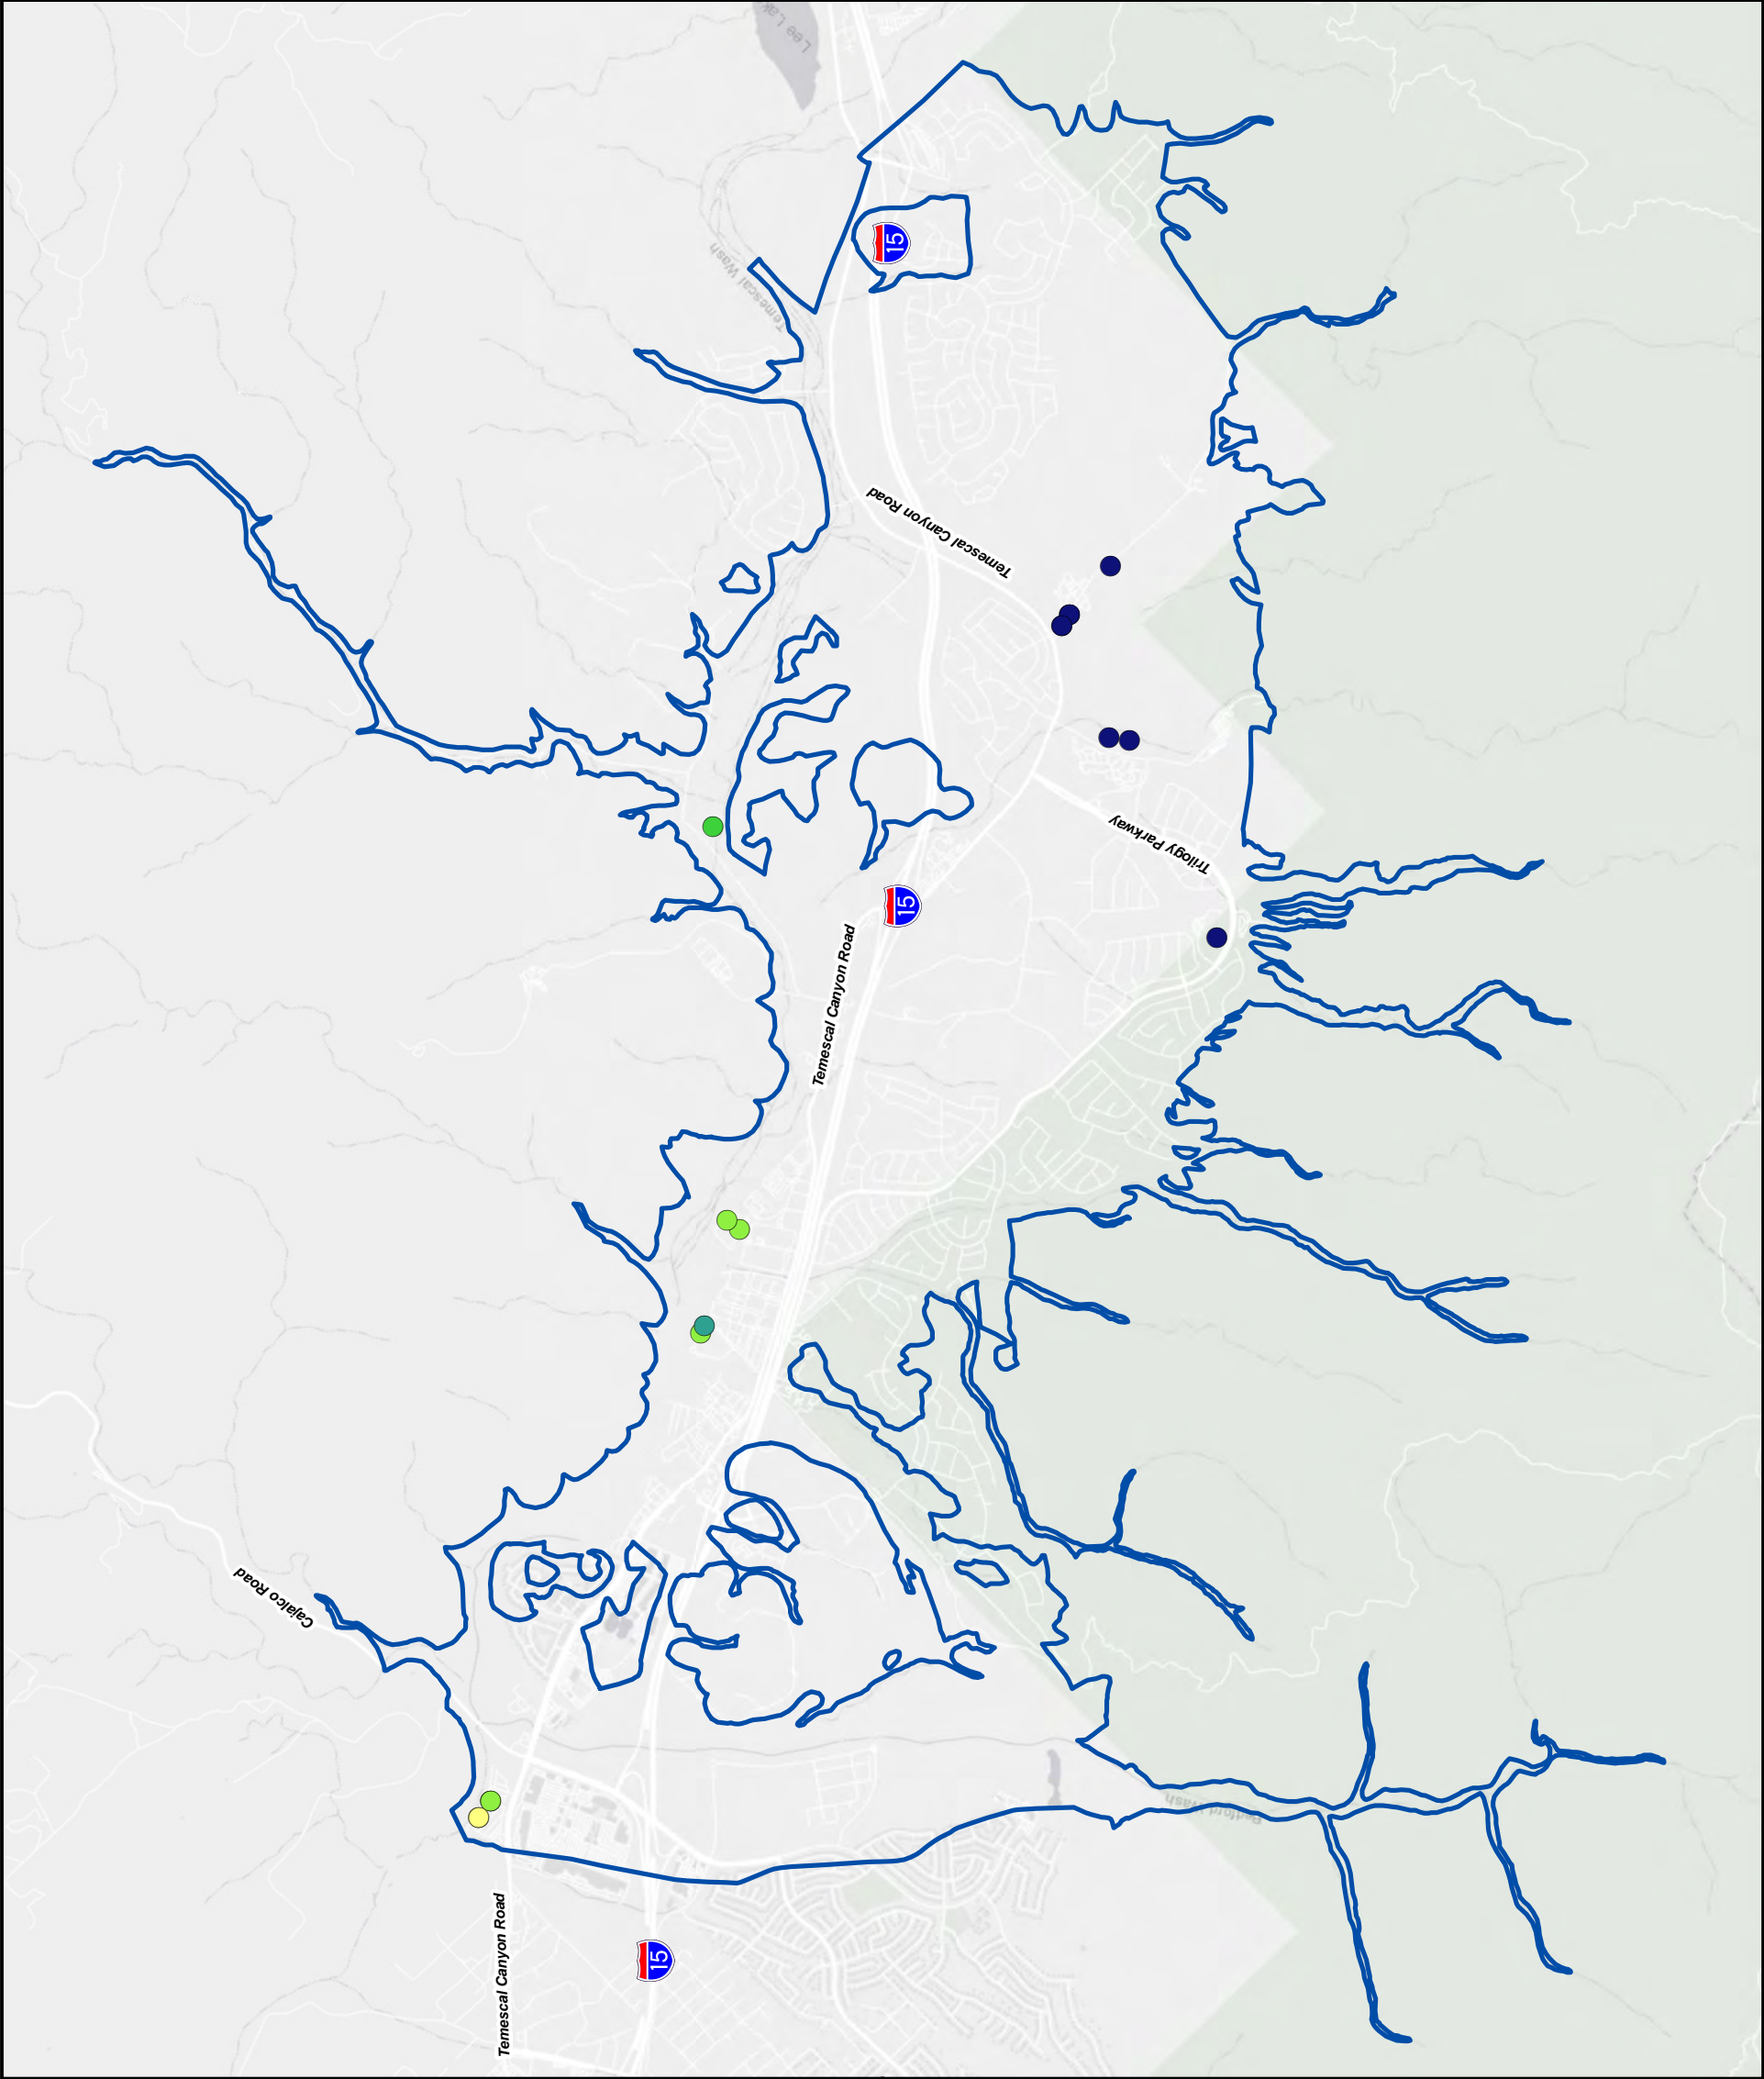 Lee Lake
15
Temescal Wash
Temescal Canyon Road
Trilogy Parkway
15
Temescal Canyon Road
Cajalco Road
Bedford Wash
Temescal Canyon Road
15